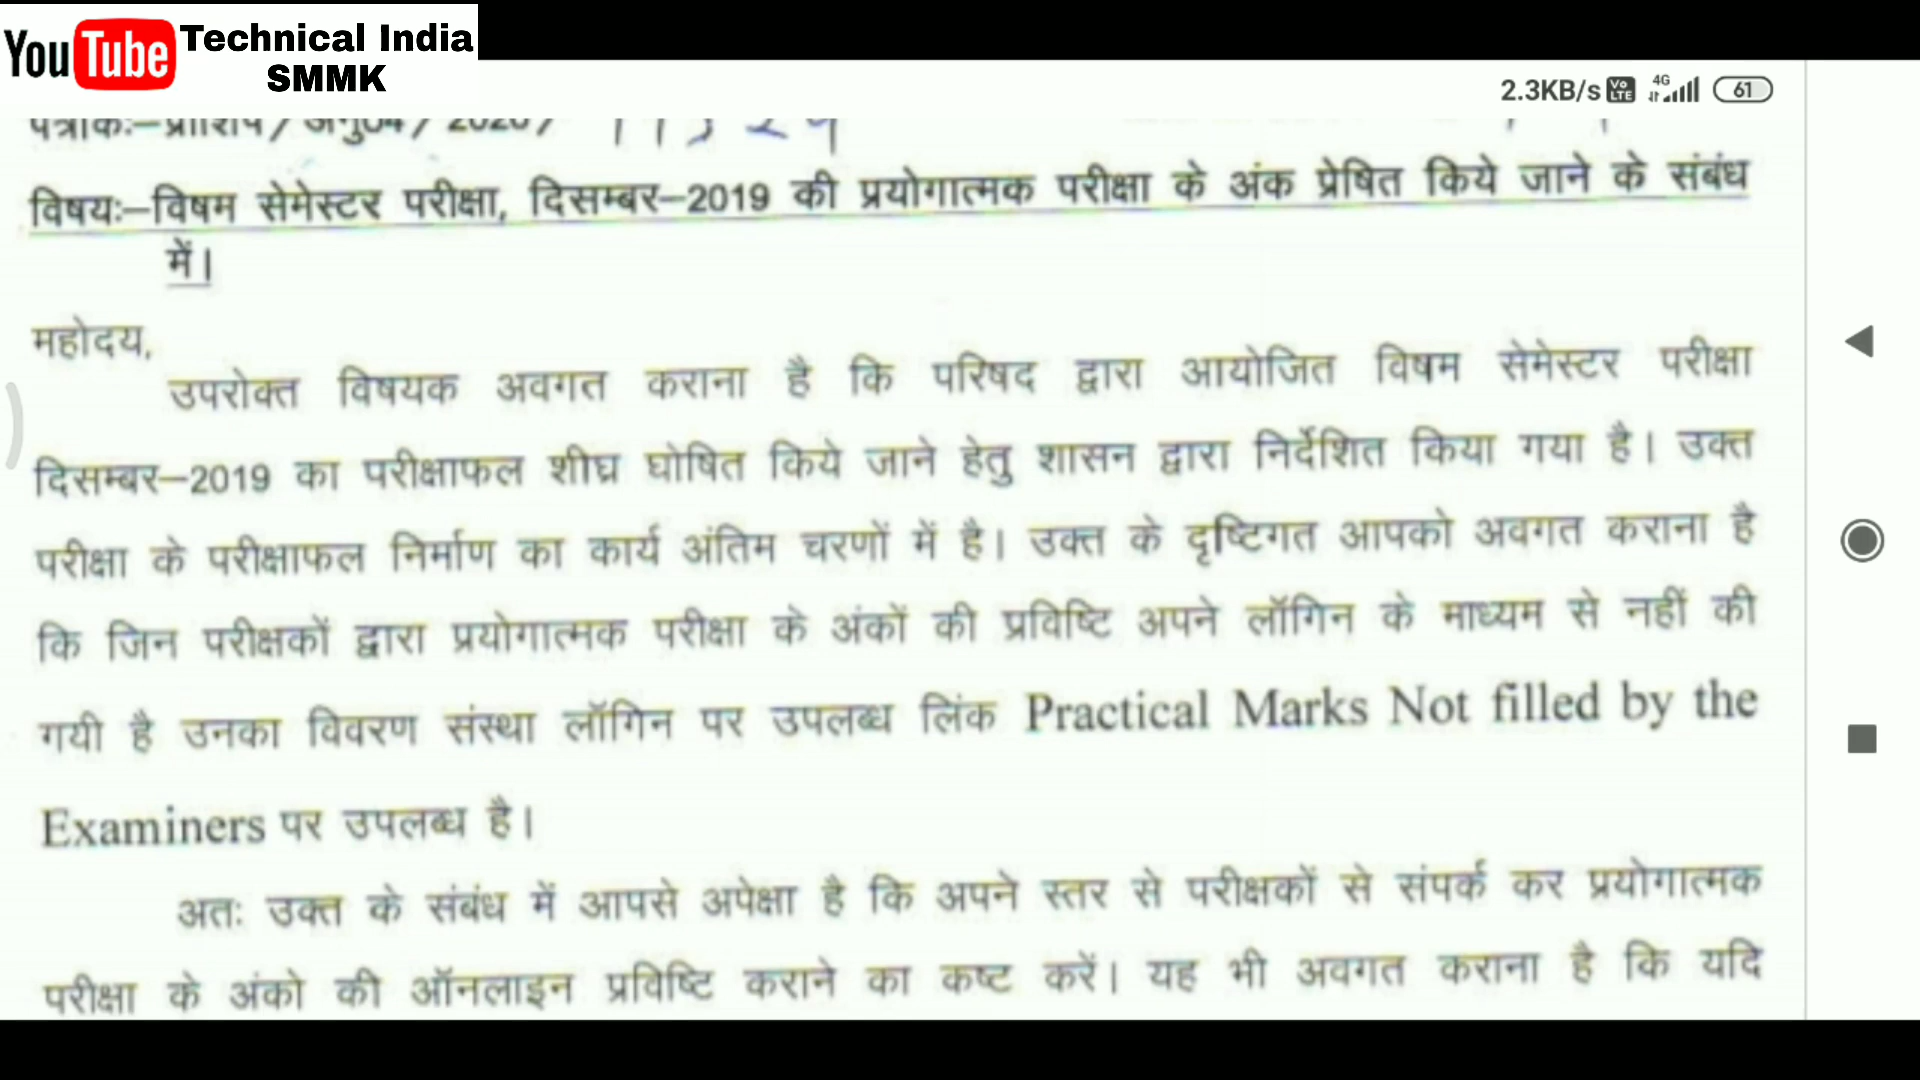 YouTube Technical India
SMMK
2.3KB/s Vo LTE 4G 61
विषयः–विषम सेमेस्टर परीक्षा, दिसम्बर–2019 की प्रयोगात्मक परीक्षा के अंक प्रेषित किये जाने के संबंध
में।
महोदय,
उपरोक्त विषयक अवगत कराना है कि परिषद द्वारा आयोजित विषम सेमेस्टर परीक्षा
दिसम्बर–2019 का परीक्षाफल शीघ्र घोषित किये जाने हेतु शासन द्वारा निर्देशित किया गया है। उक्त
परीक्षा के परीक्षाफल निर्माण का कार्य अंतिम चरणों में है। उक्त के दृष्टिगत आपको अवगत कराना है
कि जिन परीक्षकों द्वारा प्रयोगात्मक परीक्षा के अंकों की प्रविष्टि अपने लॉगिन के माध्यम से नहीं की
गयी है उनका विवरण संस्था लॉगिन पर उपलब्ध लिंक Practical Marks Not filled by the
Examiners पर उपलब्ध है।
अतः उक्त के संबंध में आपसे अपेक्षा है कि अपने स्तर से परीक्षकों से संपर्क कर प्रयोगात्मक
परीक्षा के अंको की ऑनलाइन प्रविष्टि कराने का कष्ट करें। यह भी अवगत कराना है कि यदि